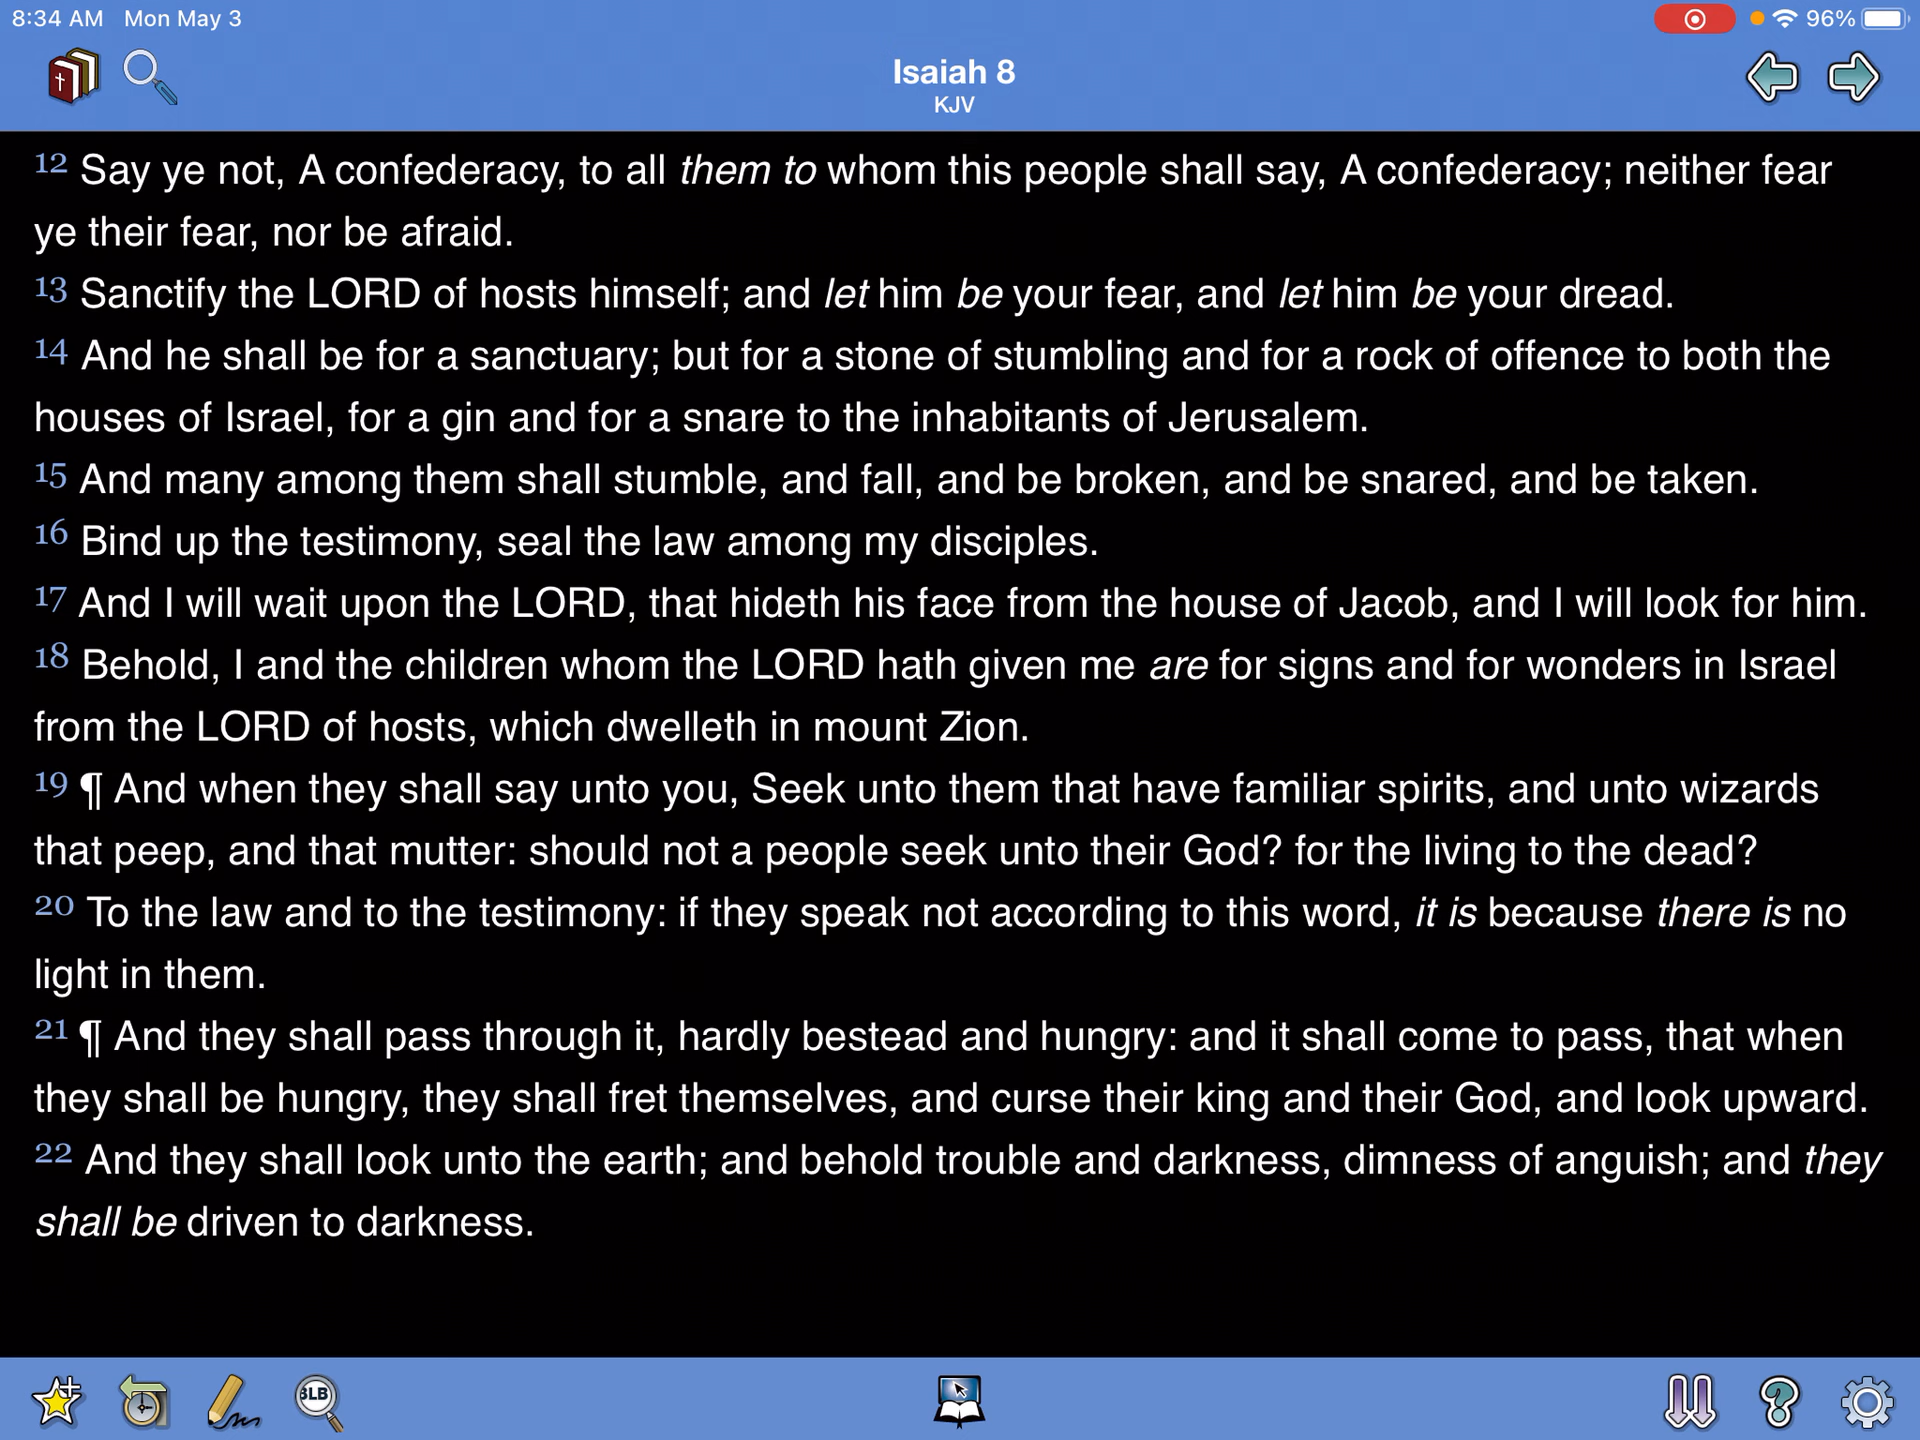 8:34 AM Mon May 3
96%
Isaiah 8
KJV
12 Say ye not, A confederacy, to all them to whom this people shall say, A confederacy; neither fear
ye their fear, nor be afraid.
13 Sanctify the LORD of hosts himself; and let him be your fear, and let him be your dread.
14 And he shall be for a sanctuary; but for a stone of stumbling and for a rock of offence to both the
houses of Israel, for a gin and for a snare to the inhabitants of Jerusalem.
15 And many among them shall stumble, and fall, and be broken, and be snared, and be taken.
16 Bind up the testimony, seal the law among my disciples.
17 And I will wait upon the LORD, that hideth his face from the house of Jacob, and I will look for him.
18 Behold, I and the children whom the LORD hath given me are for signs and for wonders in Israel
from the LORD of hosts, which dwelleth in mount Zion.
19 ¶ And when they shall say unto you, Seek unto them that have familiar spirits, and unto wizards
that peep, and that mutter: should not a people seek unto their God? for the living to the dead?
20 To the law and to the testimony: if they speak not according to this word, it is because there is no
light in them.
21 ¶ And they shall pass through it, hardly bestead and hungry: and it shall come to pass, that when
they shall be hungry, they shall fret themselves, and curse their king and their God, and look upward.
22 And they shall look unto the earth; and behold trouble and darkness, dimness of anguish; and they
shall be driven to darkness.
BLB